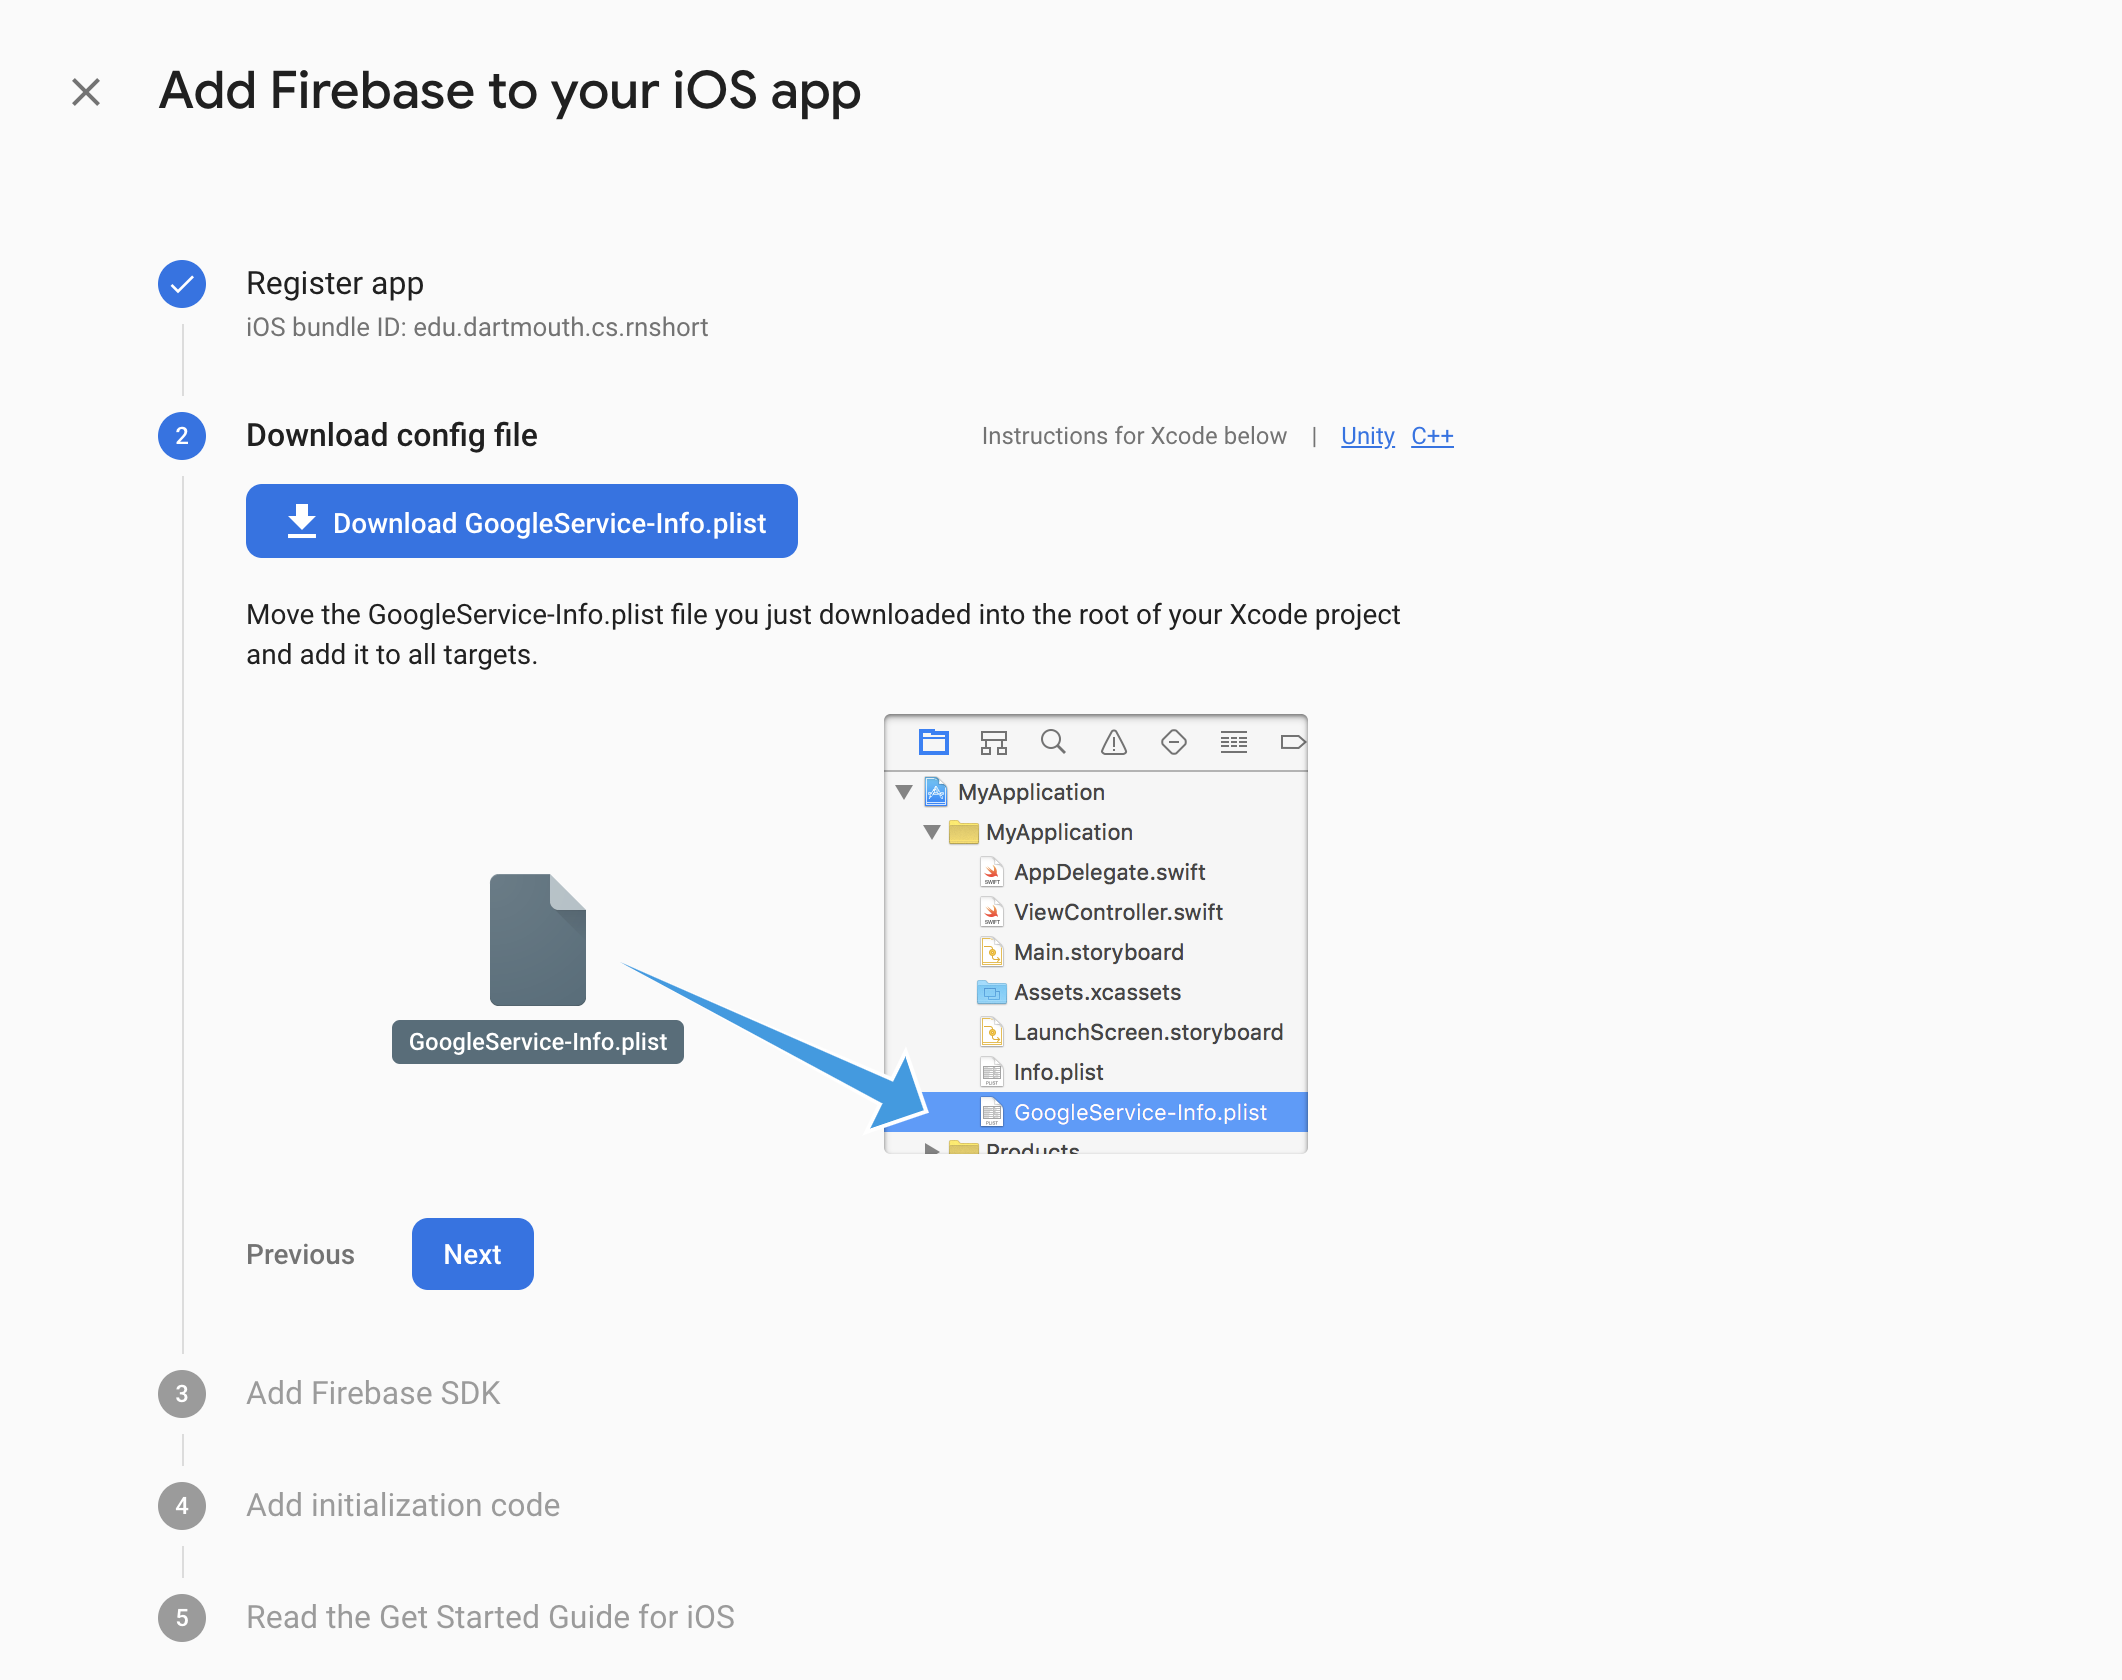 Add Firebase to your iOS app
Register app
iOS bundle ID: edu.dartmouth.cs.rnshort
2
Download config file
Instructions for Xcode below | Unity C++
Download GoogleService-Info.plist
Move the GoogleService-Info.plist file you just downloaded into the root of your Xcode project
and add it to all targets.
GoogleService-Info.plist
MyApplication
MyApplication
SWIFT AppDelegate.swift
SWIFT ViewController.swift
Main.storyboard
Assets.xcassets
LaunchScreen.storyboard
PLIST Info.plist
PLIST GoogleService-Info.plist
Products
Previous Next
3 Add Firebase SDK
4 Add initialization code
5 Read the Get Started Guide for iOS